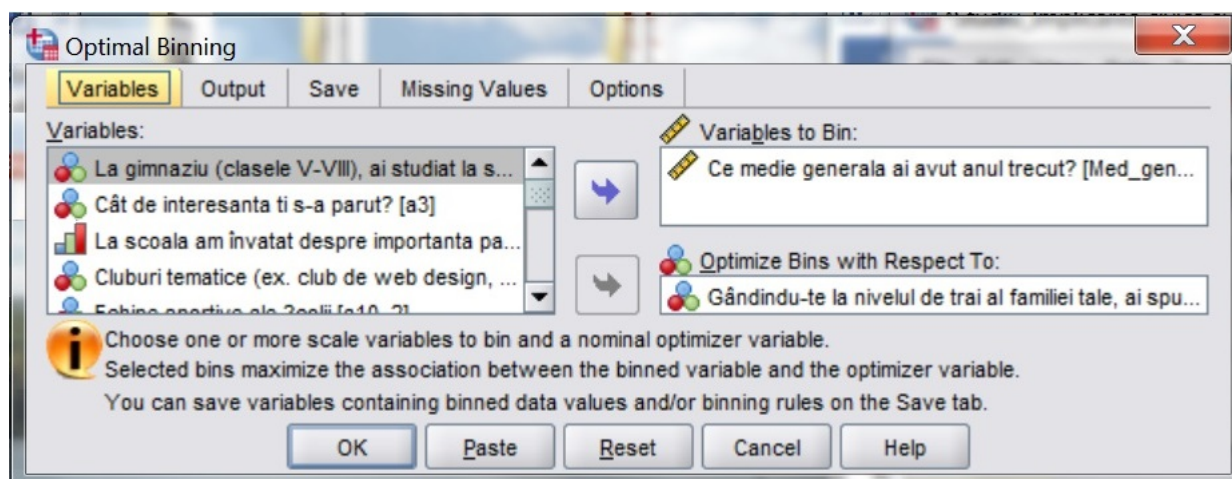 Optimal Binning
Variables Output Save Missing Values Options
Variables:
La gimnaziu (clasele V-VIII), ai studiat la s...
Cât de interesanta ti s-a parut? [a3]
La scoala am învatat despre importanta pa...
Cluburi tematice (ex. club de web design, ...
Echipe sportive ale ?colii [a10_2]
Variables to Bin:
Ce medie generala ai avut anul trecut? [Med_gen...
Optimize Bins with Respect To:
Gândindu-te la nivelul de trai al familiei tale, ai spu...
Choose one or more scale variables to bin and a nominal optimizer variable.
Selected bins maximize the association between the binned variable and the optimizer variable.
You can save variables containing binned data values and/or binning rules on the Save tab.
OK Paste Reset Cancel Help